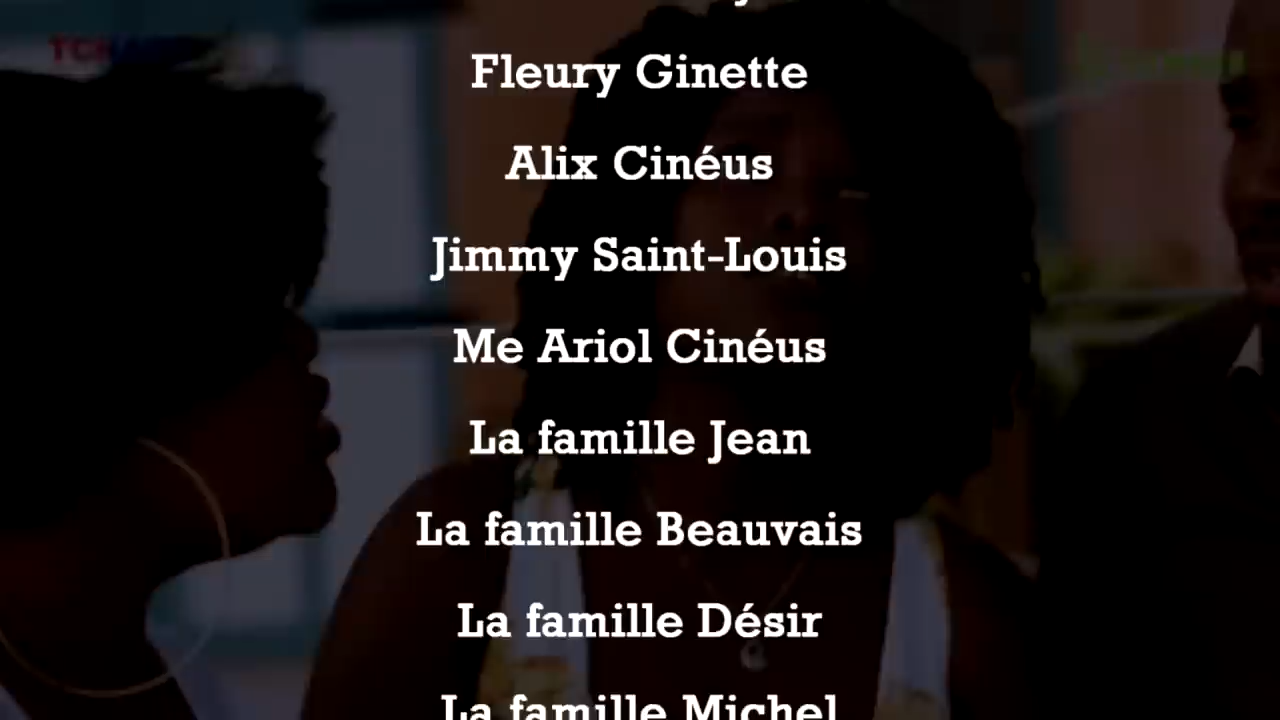 Fleury Ginette
Alix Cinéus
Jimmy Saint-Louis
Me Ariol Cinéus
La famille Jean
La famille Beauvais
La famille Désir
La famille Michel